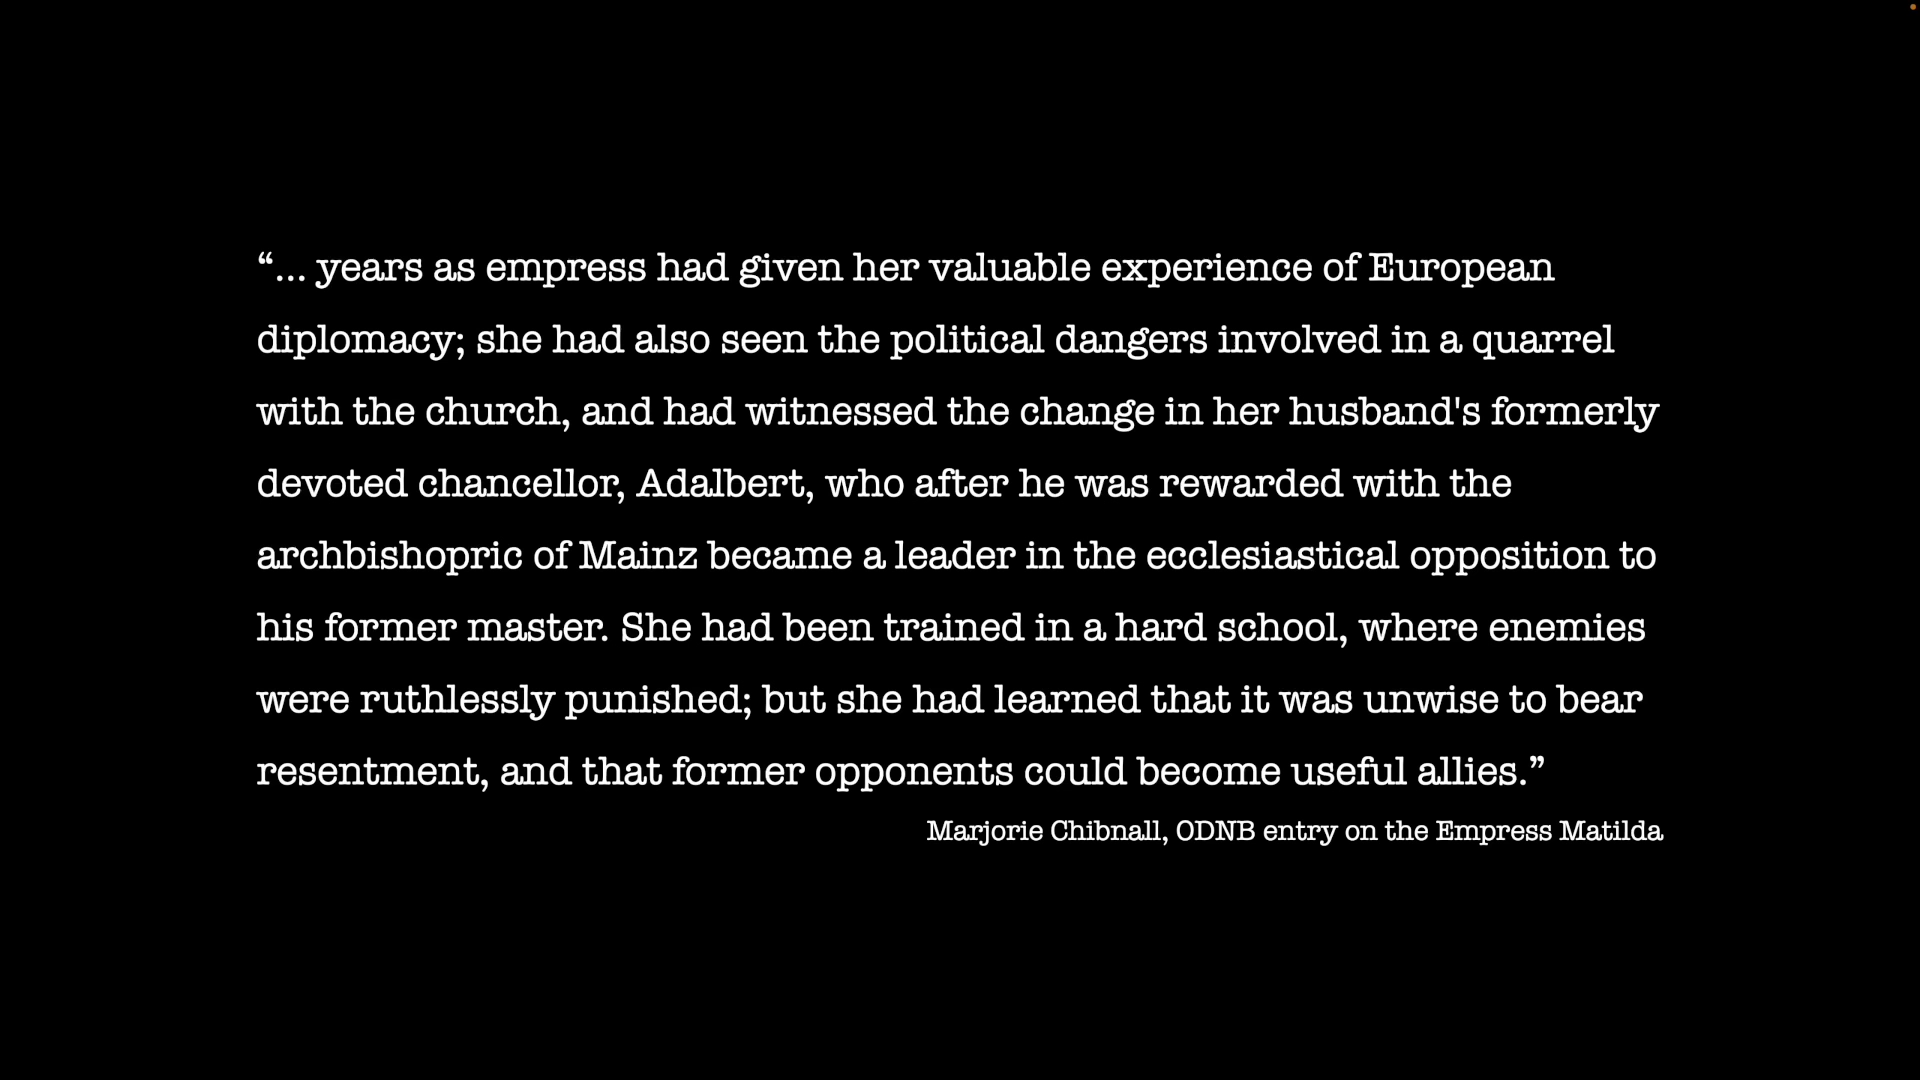 “... years as empress had given her valuable experience of European
diplomacy; she had also seen the political dangers involved in a quarrel
with the church, and had witnessed the change in her husband's formerly
devoted chancellor, Adalbert, who after he was rewarded with the
archbishopric of Mainz became a leader in the ecclesiastical opposition to
his former master. She had been trained in a hard school, where enemies
were ruthlessly punished; but she had learned that it was unwise to bear
resentment, and that former opponents could become useful allies.”
Marjorie Chibnall, ODNB entry on the Empress Matilda